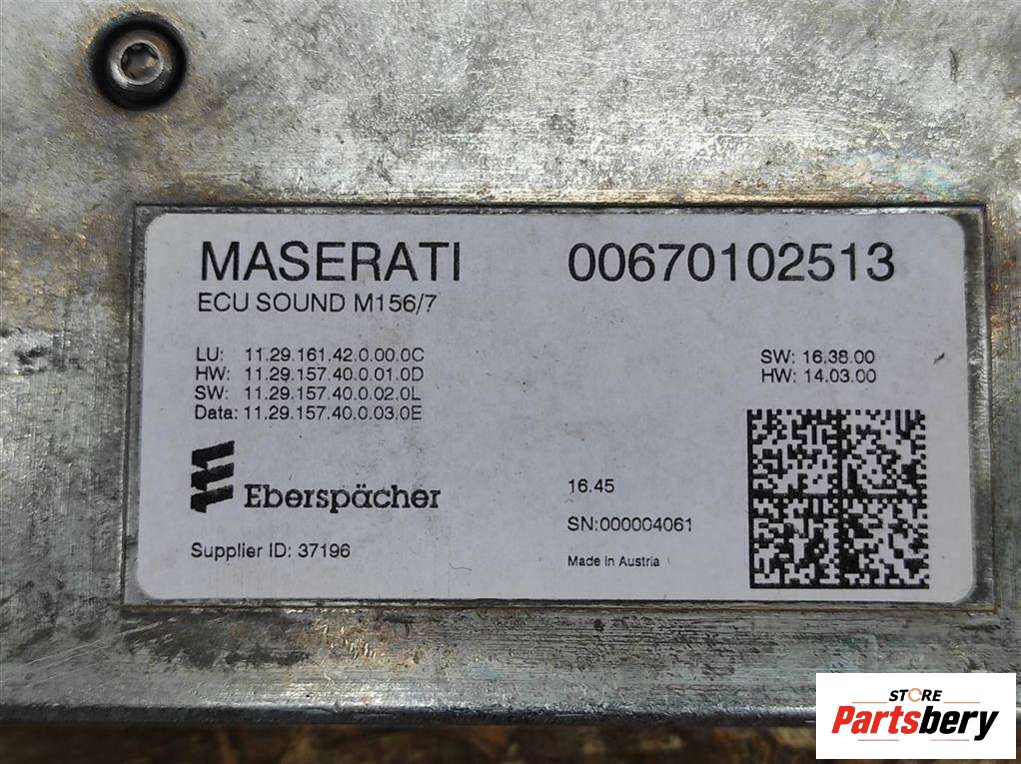 MASERATI 00670102513
ECU SOUND M156/7
LU: 11.29.161.42.0.00.0C
HW: 11.29.157.40.0.01.0D
SW: 11.29.157.40.0.02.0L
Data: 11.29.157.40.0.03.0E
SW: 16.38.00
HW: 14.03.00
Eberspächer
Supplier ID: 37196
16.45
SN:000004061
Made in Austria
STORE
Partsbery